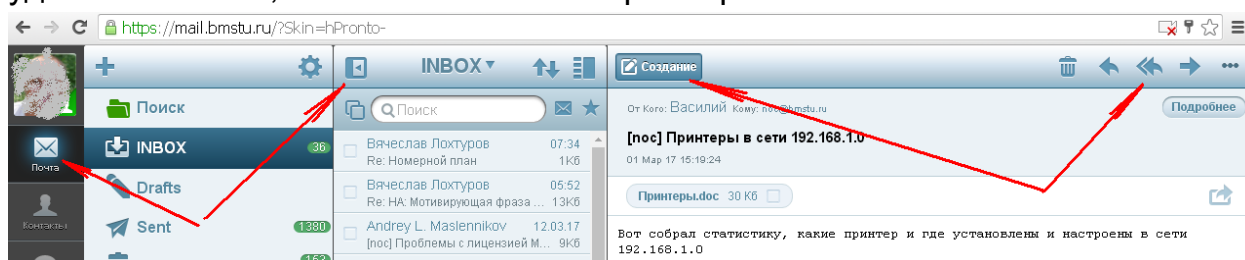 https://mail.bmstu.ru/?Skin=hPronto-
INBOX
Создание
Поиск
Поиск
От Кого: Василий Кому: noc@bmstu.ru
Подробнее
Почта
INBOX 36
Вячеслав Лохтуров 07:34
Re: Номерной план 1Кб
[noc] Принтеры в сети 192.168.1.0
01 Мар 17 15:19:24
Drafts
Вячеслав Лохтуров 05:52
Re: НА: Мотивирующая фраза ... 13Кб
Принтеры.doc 30 Кб
Контакты
Sent 1380
Andrey L. Maslennikov 12.03.17
[noc] Проблемы с лицензией M... 9Кб
Вот собрал статистику, какие принтер и где установлены и настроены в сети
192.168.1.0